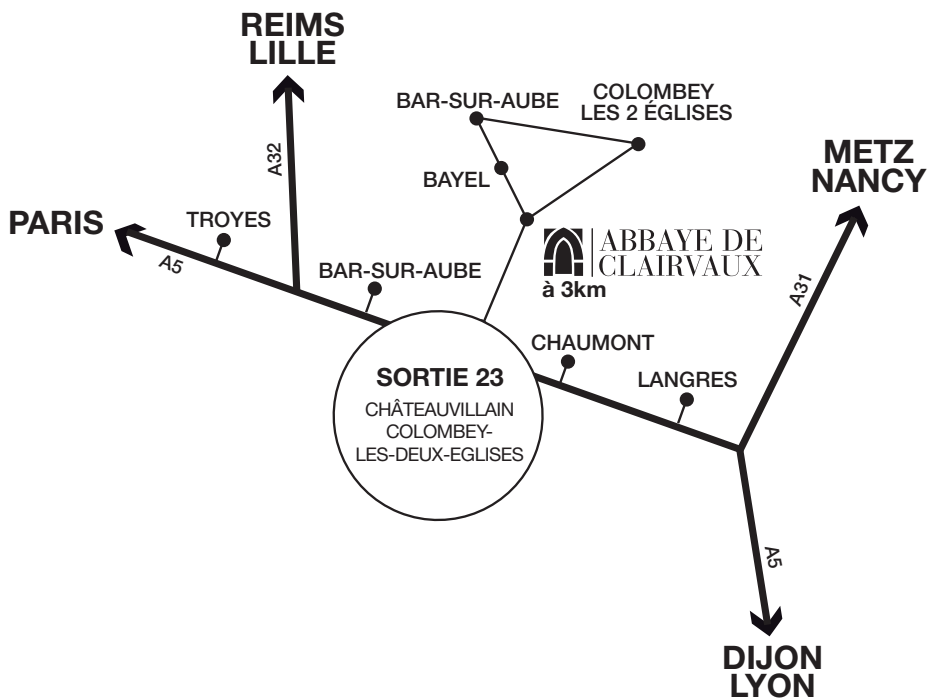 REIMS
LILLE
BAR-SUR-AUBE
COLOMBEY
LES 2 ÉGLISES
A32
BAYEL
METZ
NANCY
PARIS
TROYES
A5
BAR-SUR-AUBE
ABBAYE DE
CLAIRVAUX
à 3km
A31
CHAUMONT
LANGRES
SORTIE 23
CHÂTEAUVILLAIN
COLOMBEY-
LES-DEUX-EGLISES
A5
DIJON
LYON